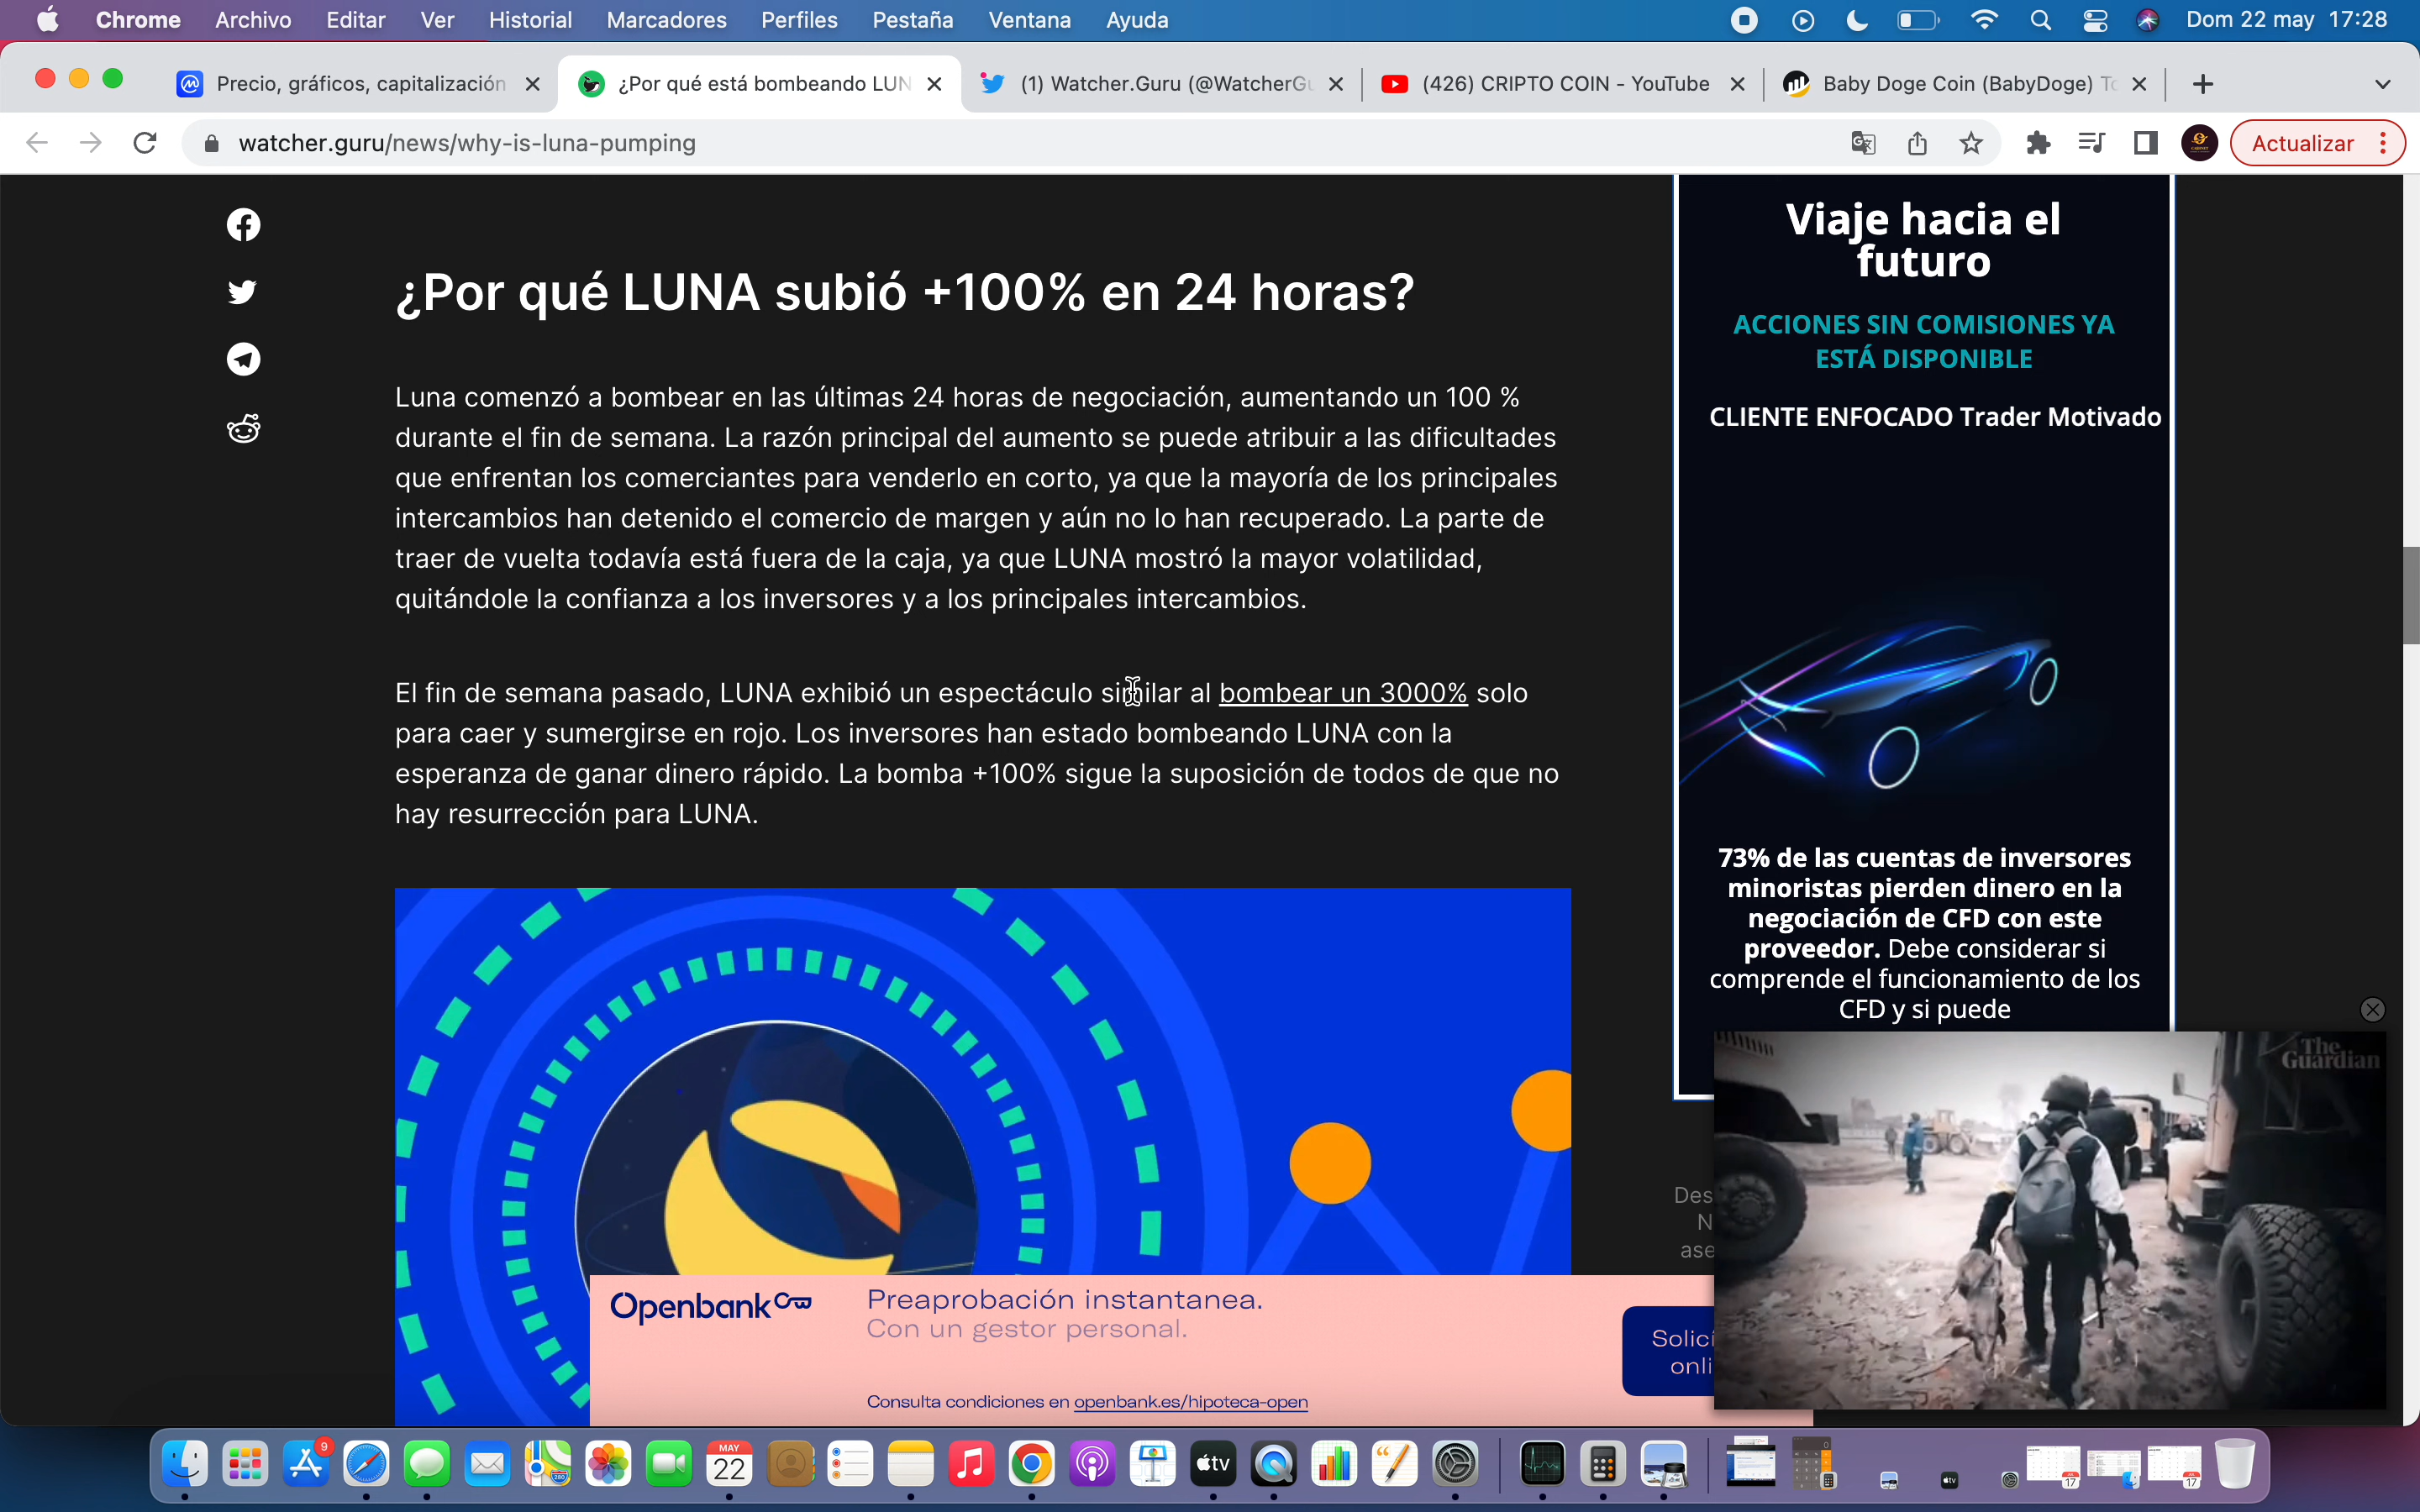 Chrome Archivo Editar Ver Historial Marcadores Perfiles Pestaña Ventana Ayuda Dom 22 may 17:28
Precio, gráficos, capitalización ¿Por qué está bombeando LUN (1) Watcher.Guru (@WatcherGu (426) CRIPTO COIN - YouTube Baby Doge Coin (BabyDoge) To
watcher.guru/news/why-is-luna-pumping Actualizar
¿Por qué LUNA subió +100% en 24 horas?
Luna comenzó a bombear en las últimas 24 horas de negociación, aumentando un 100 %
durante el fin de semana. La razón principal del aumento se puede atribuir a las dificultades
que enfrentan los comerciantes para venderlo en corto, ya que la mayoría de los principales
intercambios han detenido el comercio de margen y aún no lo han recuperado. La parte de
traer de vuelta todavía está fuera de la caja, ya que LUNA mostró la mayor volatilidad,
quitándole la confianza a los inversores y a los principales intercambios.
El fin de semana pasado, LUNA exhibió un espectáculo similar al bombear un 3000% solo
para caer y sumergirse en rojo. Los inversores han estado bombeando LUNA con la
esperanza de ganar dinero rápido. La bomba +100% sigue la suposición de todos de que no
hay resurrección para LUNA.
Viaje hacia el
futuro
ACCIONES SIN COMISIONES YA
ESTÁ DISPONIBLE
CLIENTE ENFOCADO Trader Motivado
73% de las cuentas de inversores
minoristas pierden dinero en la
negociación de CFD con este
proveedor. Debe considerar si
comprende el funcionamiento de los
CFD y si puede
The
Guardian
Des
N
ase
Openbank
Preaprobación instantanea.
Con un gestor personal.
Consulta condiciones en openbank.es/hipoteca-open
Solici
onli
9
MAY
22
tv
17
17